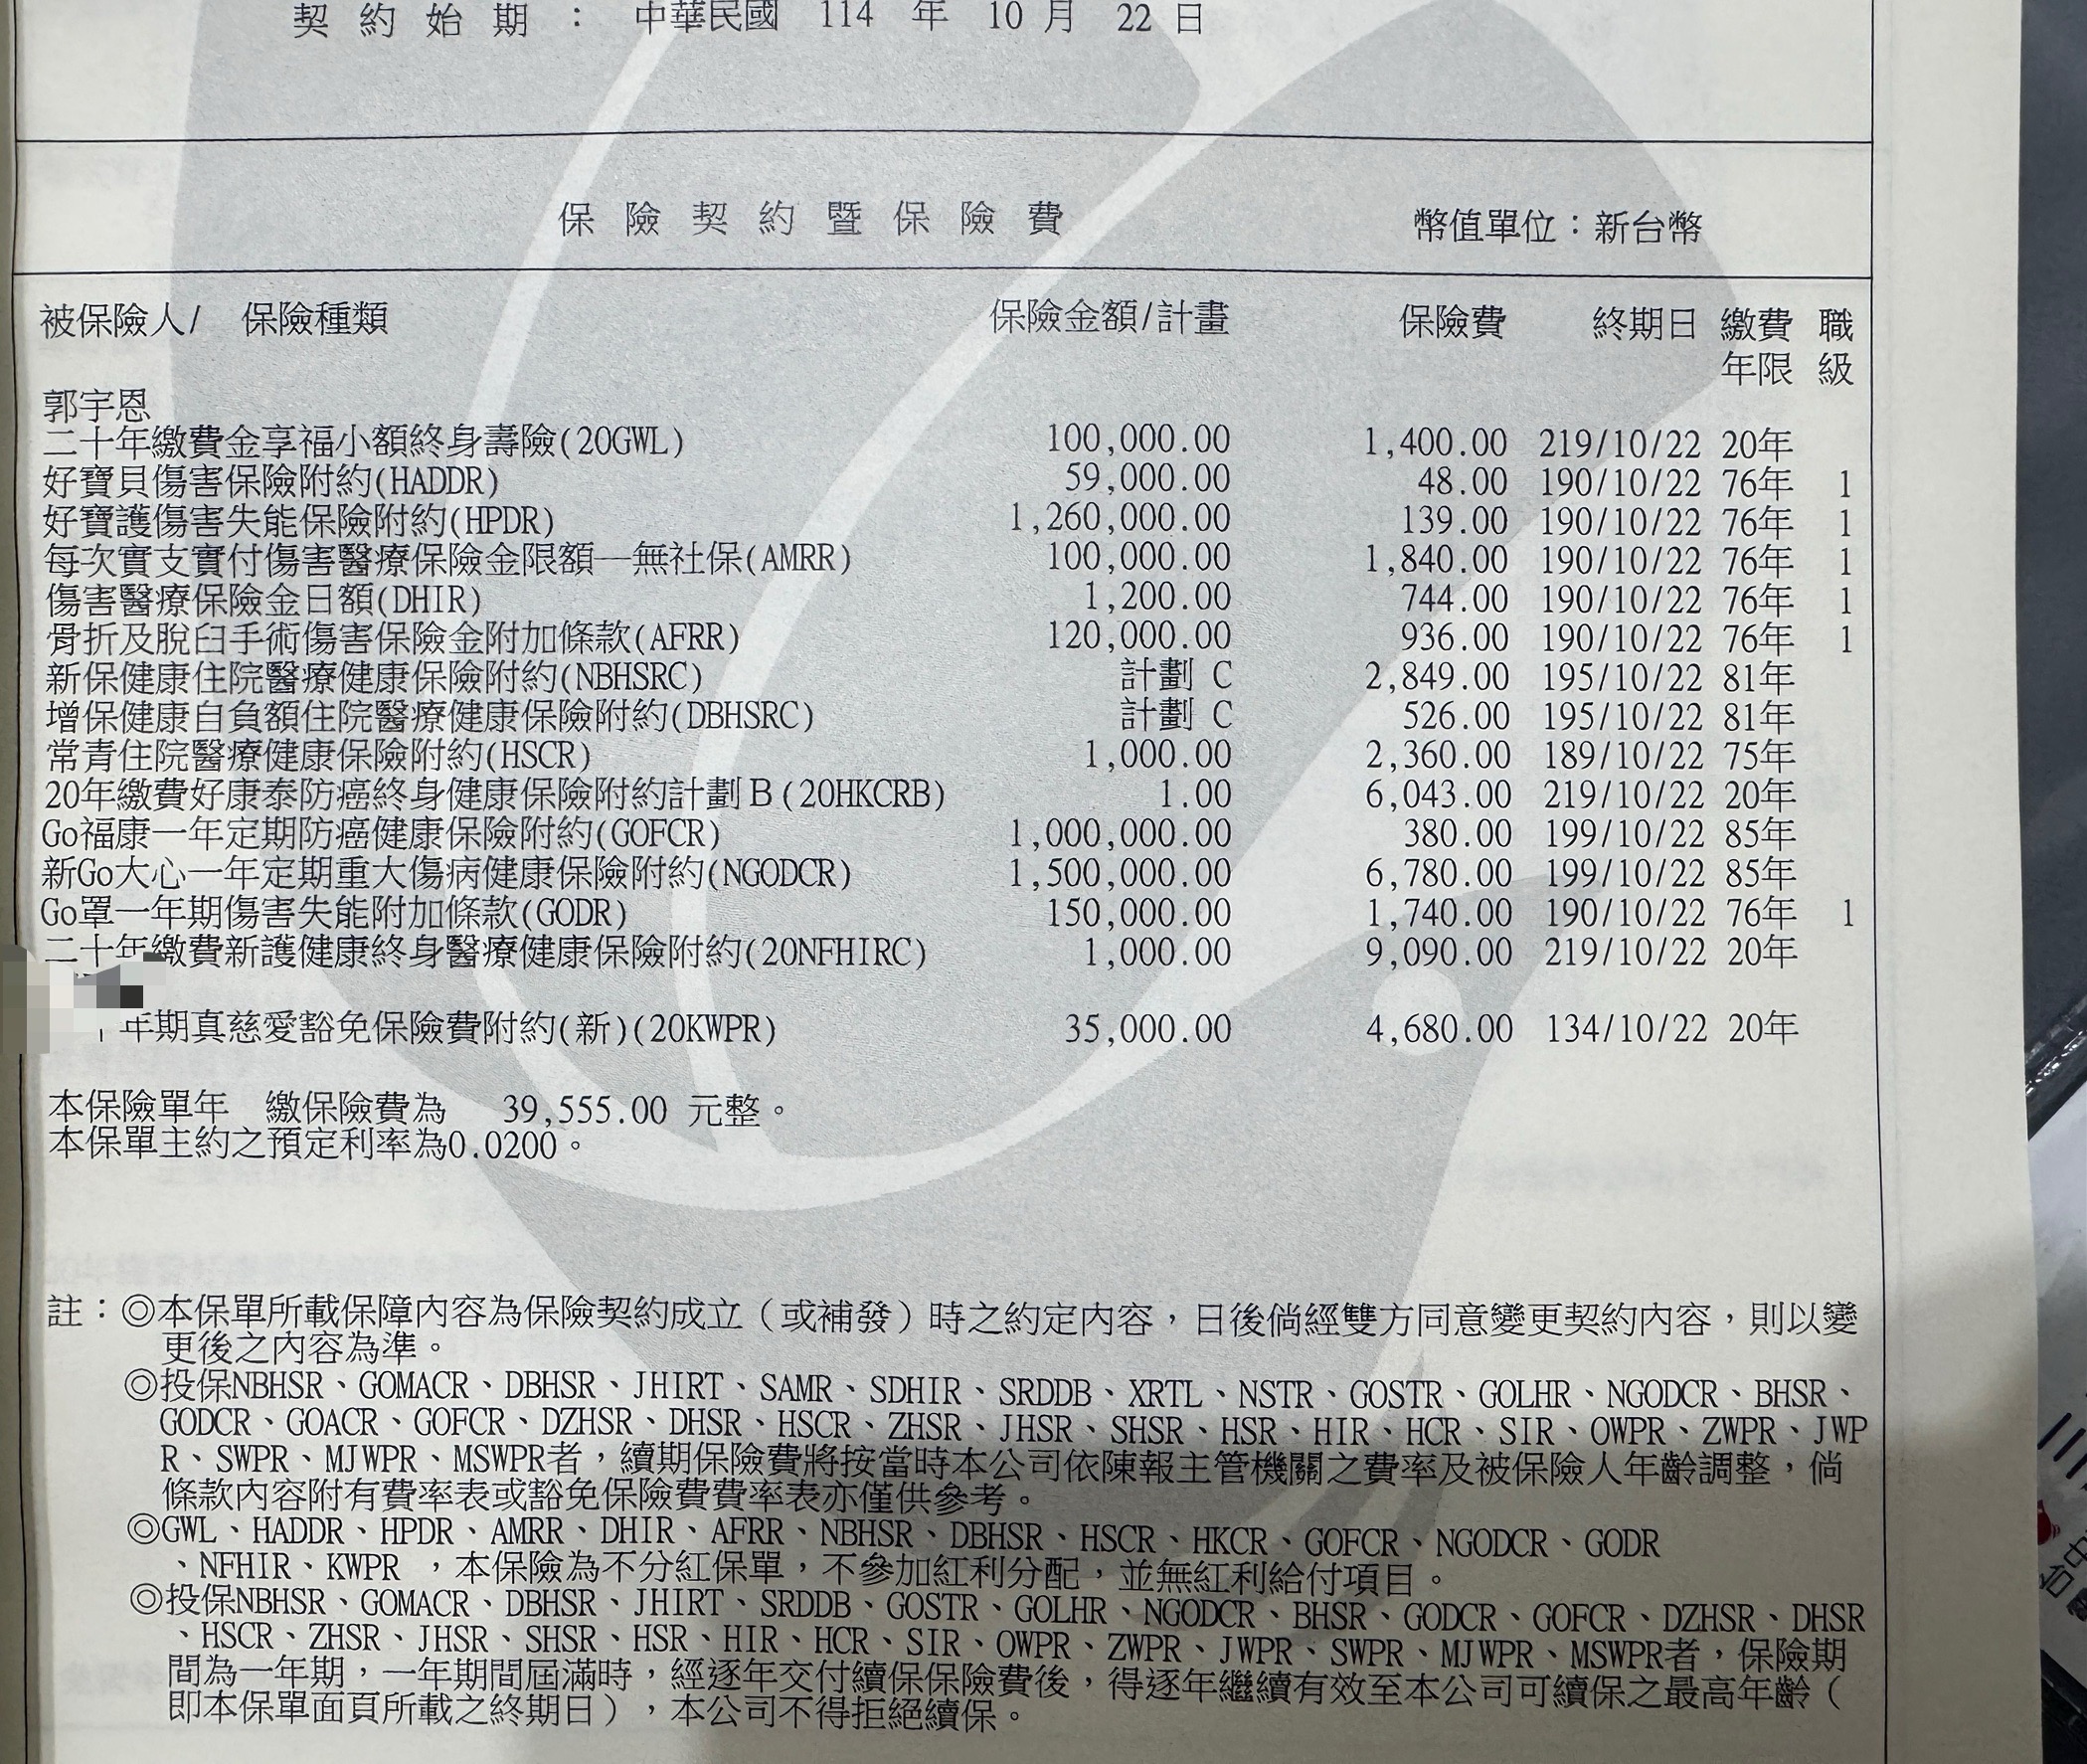 契約始期： 中華民國 114 年 10 月 22 日
保險契約暨保險費 幣值單位：新台幣
被保險人/ 保險種類 保險金額/計畫 保險費 終期日 繳費年限 職級
郭宇恩
二十年繳費金享福小額終身壽險(20GWL) 100,000.00 1,400.00 219/10/22 20年
好寶貝傷害保險附約(HADDR) 59,000.00 48.00 190/10/22 76年 1
好寶護傷害失能保險附約(HPDR) 1,260,000.00 139.00 190/10/22 76年 1
每次實支實付傷害醫療保險金限額—無社保(AMRR) 100,000.00 1,840.00 190/10/22 76年 1
傷害醫療保險金日額(DHIR) 1,200.00 744.00 190/10/22 76年 1
骨折及脫臼手術傷害保險金附加條款(AFRR) 120,000.00 936.00 190/10/22 76年 1
新保健康住院醫療健康保險附約(NBHSRC) 計劃 C 2,849.00 195/10/22 81年
增保健康自負額住院醫療健康保險附約(DBHSRC) 計劃 C 526.00 195/10/22 81年
常青住院醫療健康保險附約(HSCR) 1,000.00 2,360.00 189/10/22 75年
20年繳費好康泰防癌終身健康保險附約計劃Ｂ(20HKCRB) 1.00 6,043.00 219/10/22 20年
Go福康一年定期防癌健康保險附約(GOFCR) 1,000,000.00 380.00 199/10/22 85年
新Go大心一年定期重大傷病健康保險附約(NGODCR) 1,500,000.00 6,780.00 199/10/22 85年
Go罩一年期傷害失能附加條款(GODR) 150,000.00 1,740.00 190/10/22 76年 1
二十年繳費新護健康終身醫療健康保險附約(20NFHIRC) 1,000.00 9,090.00 219/10/22 20年
年期真慈愛豁免保險費附約(新)(20KWPR) 35,000.00 4,680.00 134/10/22 20年
本保險單年 繳保險費為 39,555.00 元整。
本保單主約之預定利率為0.0200。
註：◎本保單所載保障內容為保險契約成立（或補發）時之約定內容，日後倘經雙方同意變更契約內容，則以變
更後之內容為準。
◎投保NBHSR、GOMACR、DBHSR、JHIRT、SAMR、SDHIR、SRDDB、XRTL、NSTR、GOSTR、GOLHR、NGODCR、BHSR、
GODCR、GOACR、GOFCR、DZHSR、DHSR、HSCR、ZHSR、JHSR、SHSR、HSR、HIR、HCR、SIR、OWPR、ZWPR、JWP
R、SWPR、MJWPR、MSWPR者，續期保險費將按當時本公司依陳報主管機關之費率及被保險人年齡調整，倘
條款內容附有費率表或豁免保險費費率表亦僅供參考。
◎GWL、HADDR、HPDR、AMRR、DHIR、AFRR、NBHSR、DBHSR、HSCR、HKCR、GOFCR、NGODCR、GODR
、NFHIR、KWPR ，本保險為不分紅保單，不參加紅利分配，並無紅利給付項目。
◎投保NBHSR、GOMACR、DBHSR、JHIRT、SRDDB、GOSTR、GOLHR、NGODCR、BHSR、GODCR、GOFCR、DZHSR、DHSR
、HSCR、ZHSR、JHSR、SHSR、HSR、HIR、HCR、SIR、OWPR、ZWPR、JWPR、SWPR、MJWPR、MSWPR者，保險期
間為一年期，一年期間屆滿時，經逐年交付續保保險費後，得逐年繼續有效至本公司可續保之最高年齡（
即本保單面頁所載之終期日），本公司不得拒絕續保。